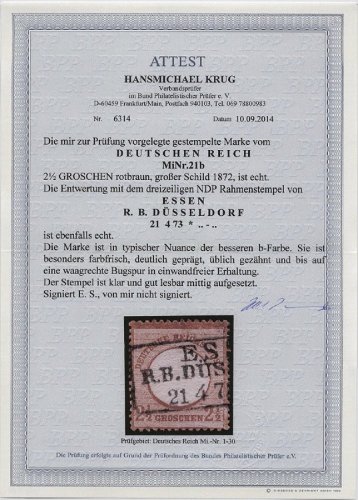 ATTEST
HANSMICHAEL KRUG
Verbandsprüfer
im Bund Philatelistischer Prüfer e. V.
D-60459 Frankfurt/Main, Postfach 940103, Tel. 069 78800983
Nr. 6314 Datum 10.09.2014
Die mir zur Prüfung vorgelegte gestempelte Marke vom
DEUTSCHEN REICH
MiNr.21b
2½ GROSCHEN rotbraun, großer Schild 1872, ist echt.
Die Entwertung mit dem dreizeiligen NDP Rahmenstempel von
ESSEN
R. B. DÜSSELDORF
21 4 73 * ..-..
ist ebenfalls echt.
Die Marke ist in typischer Nuance der besseren b-Farbe. Sie ist
besonders farbfrisch, deutlich geprägt, üblich gezähnt und bis auf
eine waagrechte Bugspur in einwandfreier Erhaltung.
Der Stempel ist klar und gut lesbar mittig aufgesetzt.
Signiert E. S., von mir nicht signiert.
E.S
R.B.DÜS
21 4 7
2½ 2½
GROSCHEN
Prüfgebiet: Deutsches Reich Mi.-Nr. 1-30
Die Prüfung erfolgte auf Grund der Prüfordnung des Bundes Philatelistischer Prüfer e. V.